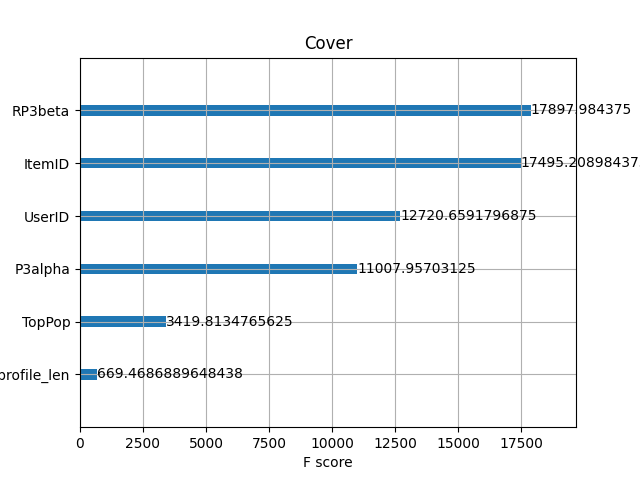 Cover
RP3beta
17897.984375
ItemID
17495.20898437
UserID
12720.6591796875
P3alpha
11007.95703125
TopPop
3419.8134765625
profile_len
669.4686889648438
0 2500 5000 7500 10000 12500 15000 17500
F score